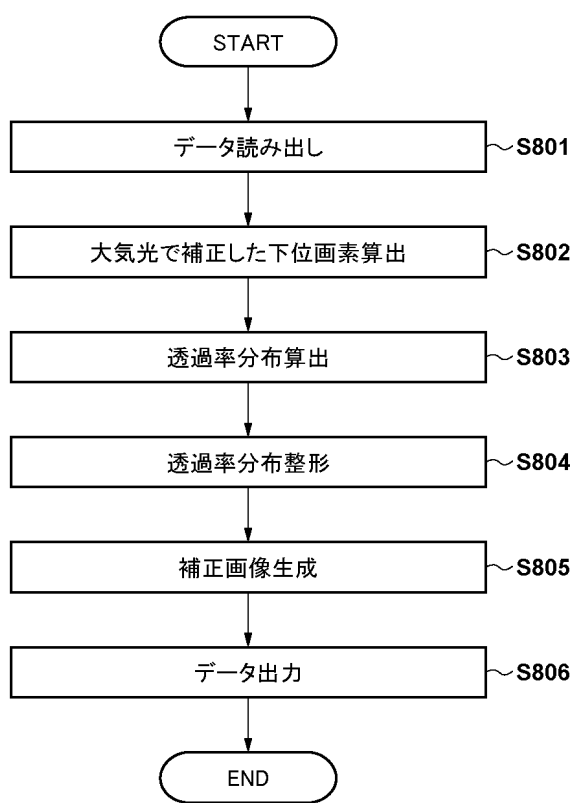 START
データ読み出し
S801
大気光で補正した下位画素算出
S802
透過率分布算出
S803
透過率分布整形
S804
補正画像生成
S805
データ出力
S806
END